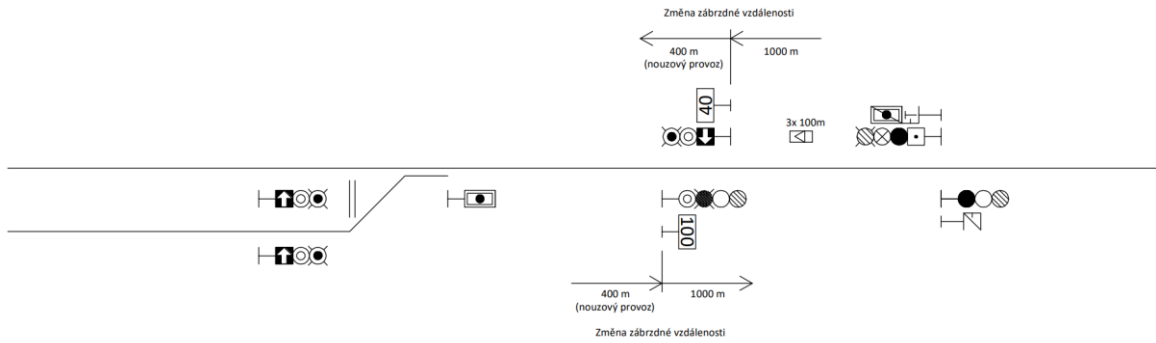 Změna zábrzdné vzdálenosti
400 m
(nouzový provoz)
1000 m
40
3x 100m
100
400 m
(nouzový provoz)
1000 m
Změna zábrzdné vzdálenosti